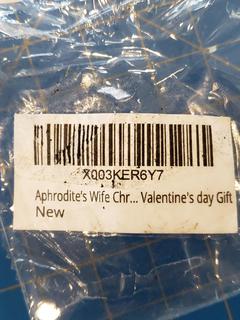 X003KER6Y7
Aphrodite's Wife Chr... Valentine's day Gift
New